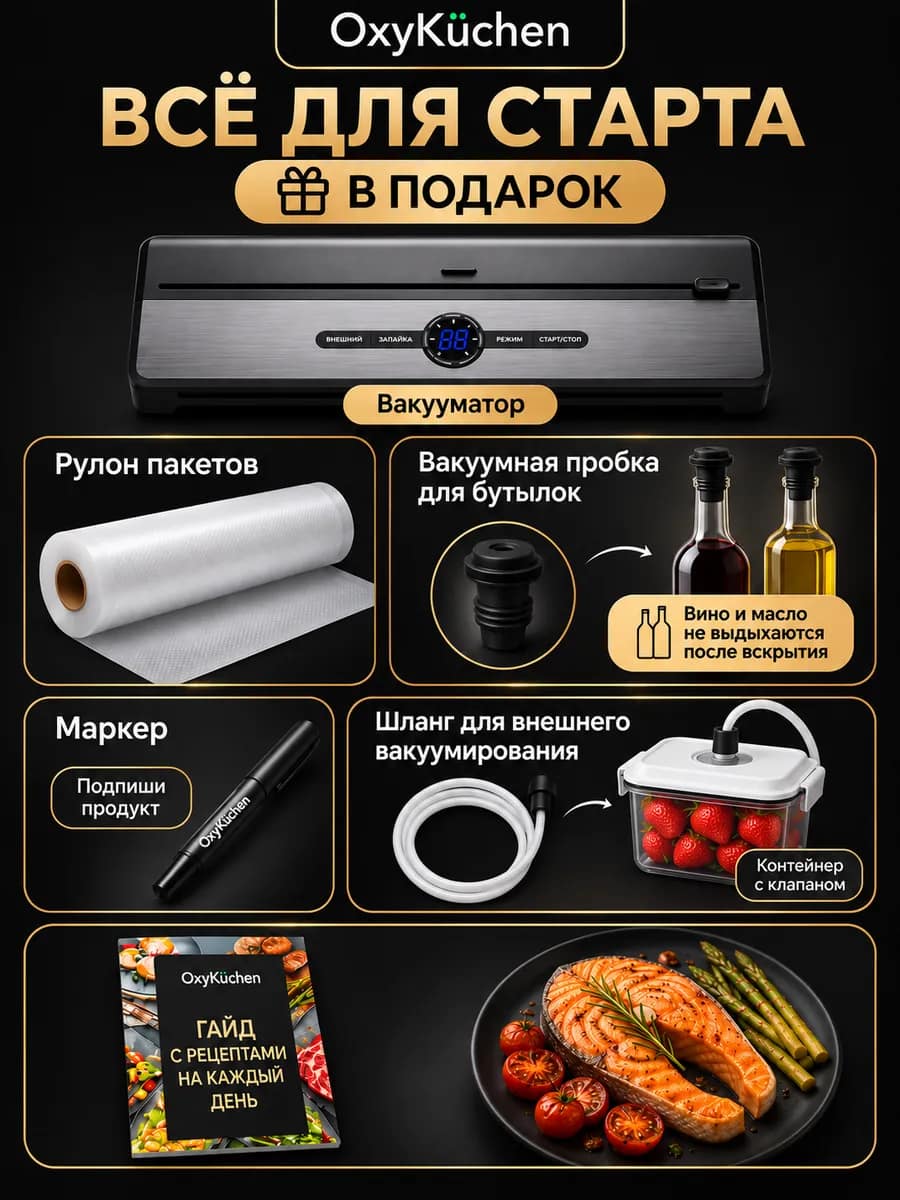 OxyKüchen
ВСЁ ДЛЯ СТАРТА
В ПОДАРОК
ВНЕШНИЙ ЗАПАЙКА 88 РЕЖИМ СТАРТ/СТОП
Вакууматор
Рулон пакетов
Вакуумная пробка
для бутылок
Вино и масло
не выдыхаются
после вскрытия
Маркер
Подпиши
продукт
OxyKüchen
Шланг для внешнего
вакуумирования
Контейнер
с клапаном
OxyKüchen
ГАЙД
С РЕЦЕПТАМИ
НА КАЖДЫЙ
ДЕНЬ